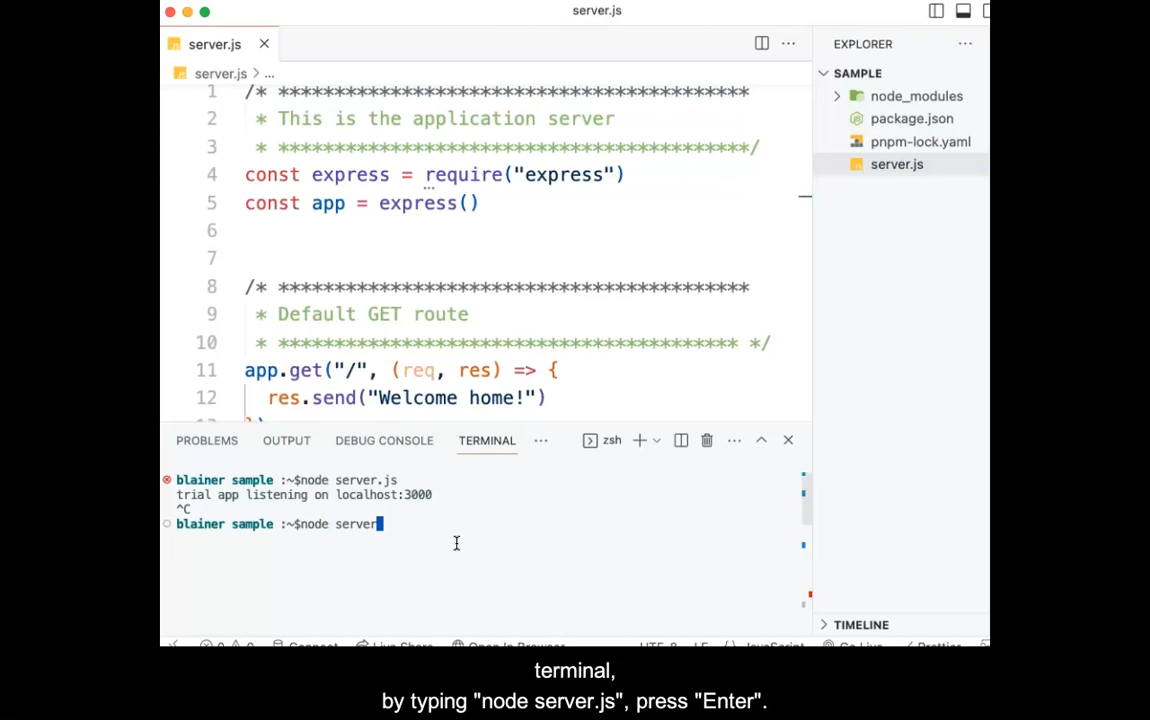 server.js
server.js
EXPLORER
server.js > ...
SAMPLE
node_modules
package.json
pnpm-lock.yaml
server.js
1 /* *****************************************
2 * This is the application server
3 * *****************************************/
4 const express = require("express")
5 const app = express()
6
7
8 /* *****************************************
9 * Default GET route
10 * **************************************** */
11 app.get("/", (req, res) => {
12 res.send("Welcome home!")
PROBLEMS OUTPUT DEBUG CONSOLE TERMINAL ... zsh
blainer sample :~$node server.js
trial app listening on localhost:3000
^C
blainer sample :~$node server
TIMELINE
terminal,
by typing "node server.js", press "Enter".